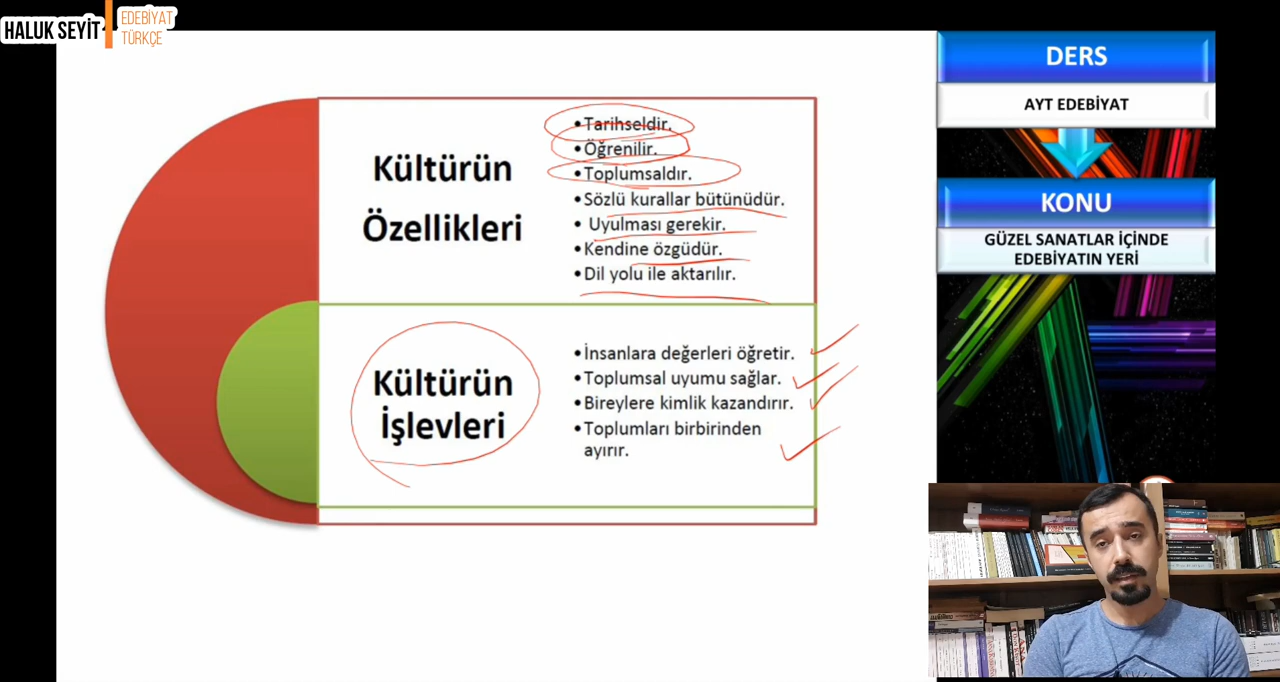 HALUK SEYİT
EDEBİYAT
TÜRKÇE
Kültürün
Özellikleri
•Tarihseldir.
•Öğrenilir.
•Toplumsaldır.
•Sözlü kurallar bütünüdür.
• Uyulması gerekir.
•Kendine özgüdür.
•Dil yolu ile aktarılır.
Kültürün
İşlevleri
•İnsanlara değerleri öğretir.
•Toplumsal uyumu sağlar.
•Bireylere kimlik kazandırır.
•Toplumları birbirinden
ayırır.
DERS
AYT EDEBİYAT
KONU
GÜZEL SANATLAR İÇİNDE
EDEBİYATIN YERİ